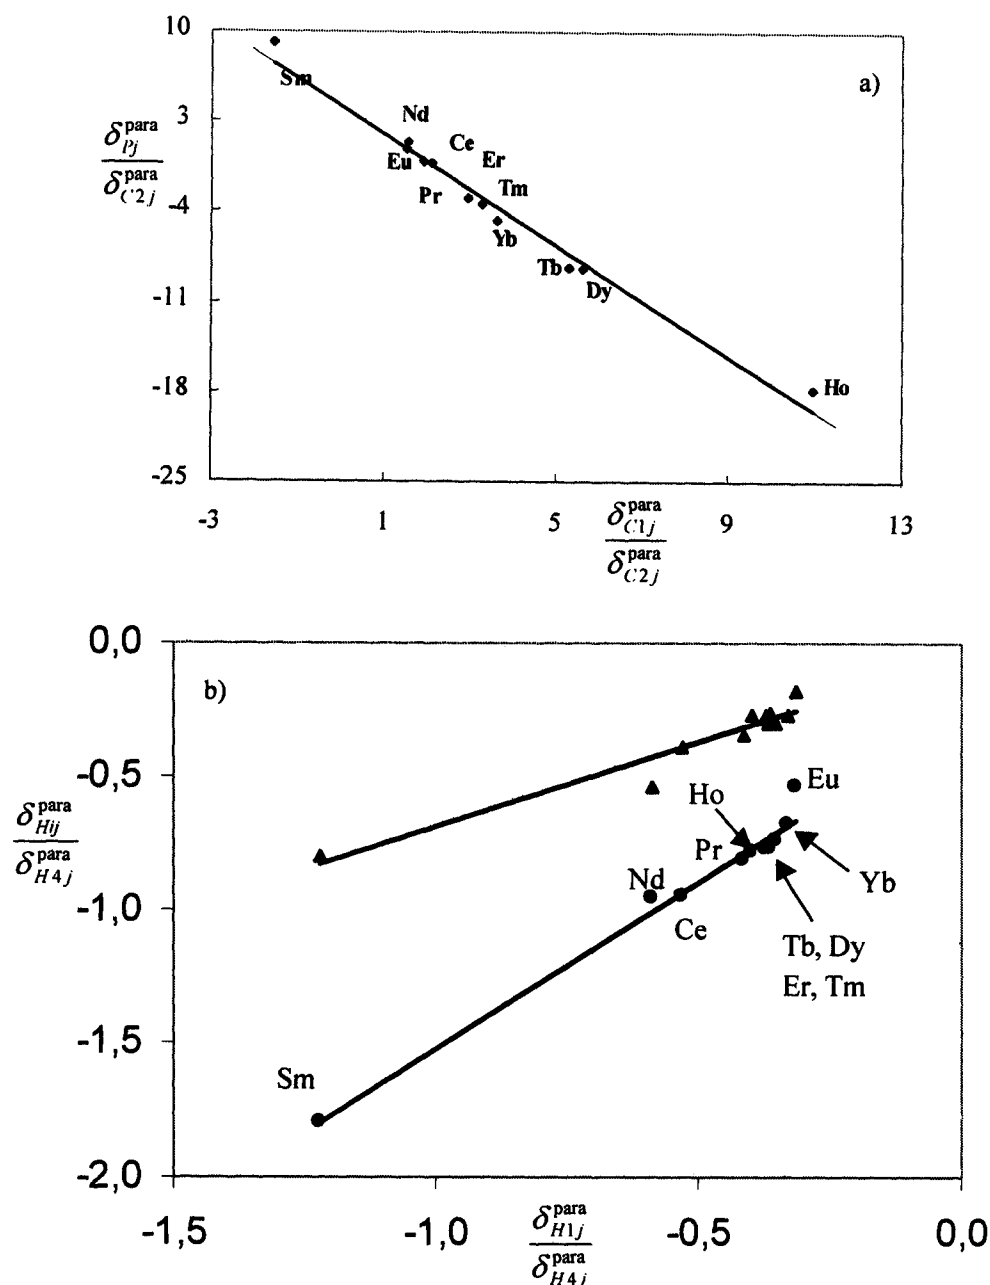 10
a)
Sm
3
Nd
δ^para_Pj / δ^para_C2j
Ce
Eu
Er
Pr
Tm
-4
Yb
Tb
Dy
-11
-18
Ho
-25
-3
1
5
9
13
δ^para_C1j / δ^para_C2j
0,0
b)
-0,5
Eu
Ho
δ^para_Hij / δ^para_H4j
Pr
Nd
Yb
-1,0
Ce
Tb, Dy
Er, Tm
-1,5
Sm
-2,0
-1,5
-1,0
-0,5
0,0
δ^para_H1j / δ^para_H4j